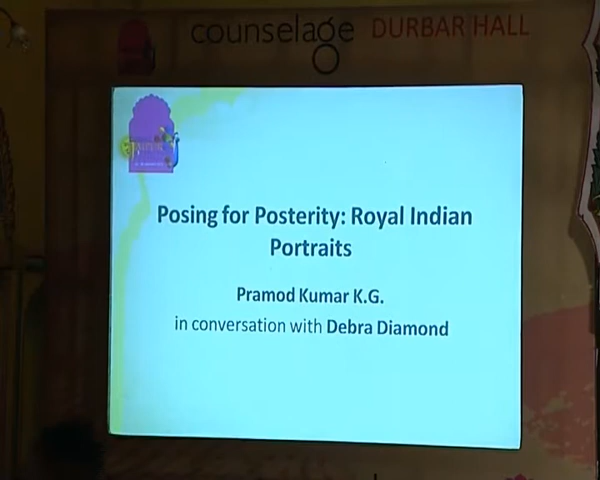 counselage DURBAR HALL
Posing for Posterity: Royal Indian
Portraits
Pramod Kumar K.G.
in conversation with Debra Diamond